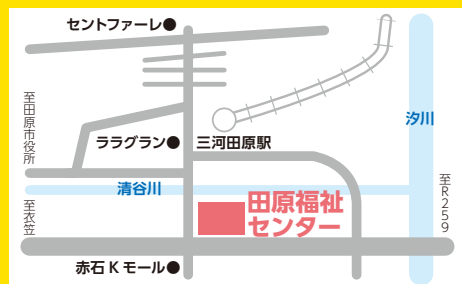 セントファーレ●
至田原市役所
ララグラン●
三河田原駅
汐川
清谷川
至衣笠
田原福祉
センター
至R259
赤石Kモール●